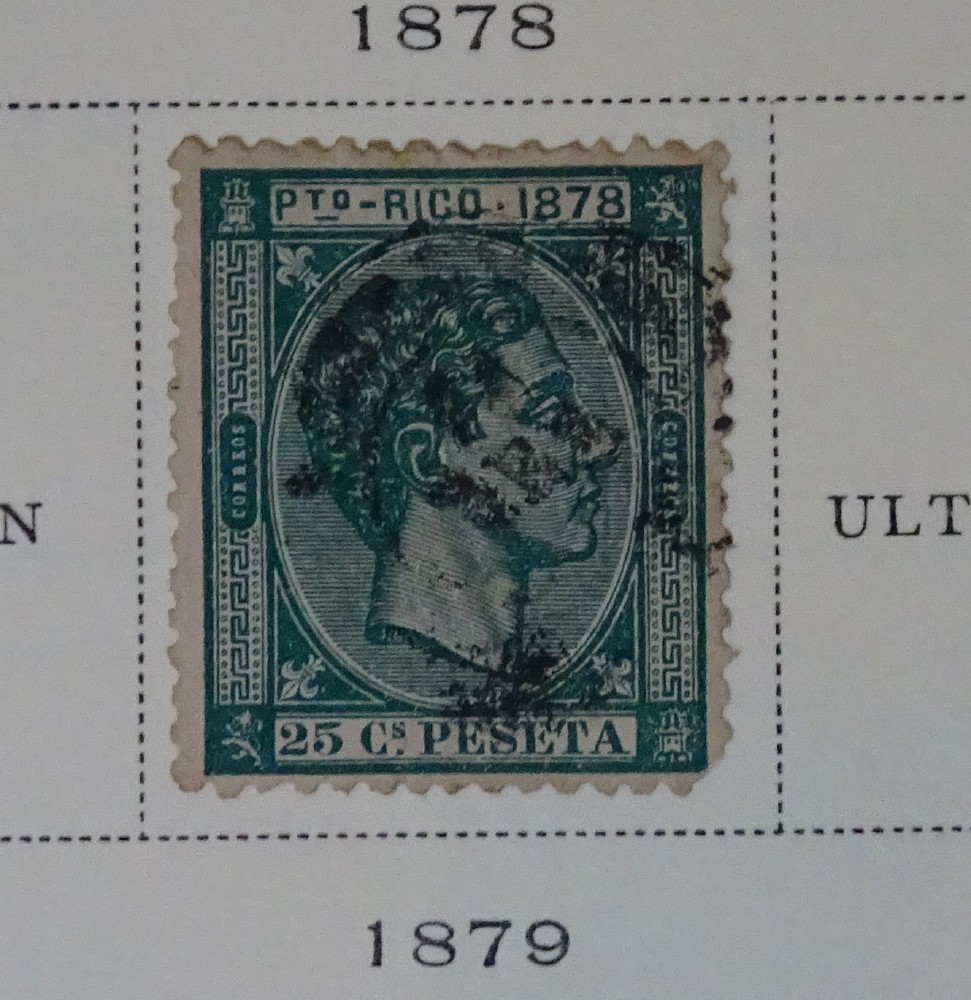 1878
PTO-RICO·1878
CORREOS
CORREOS
N
ULT
25 Cs. PESETA
1879